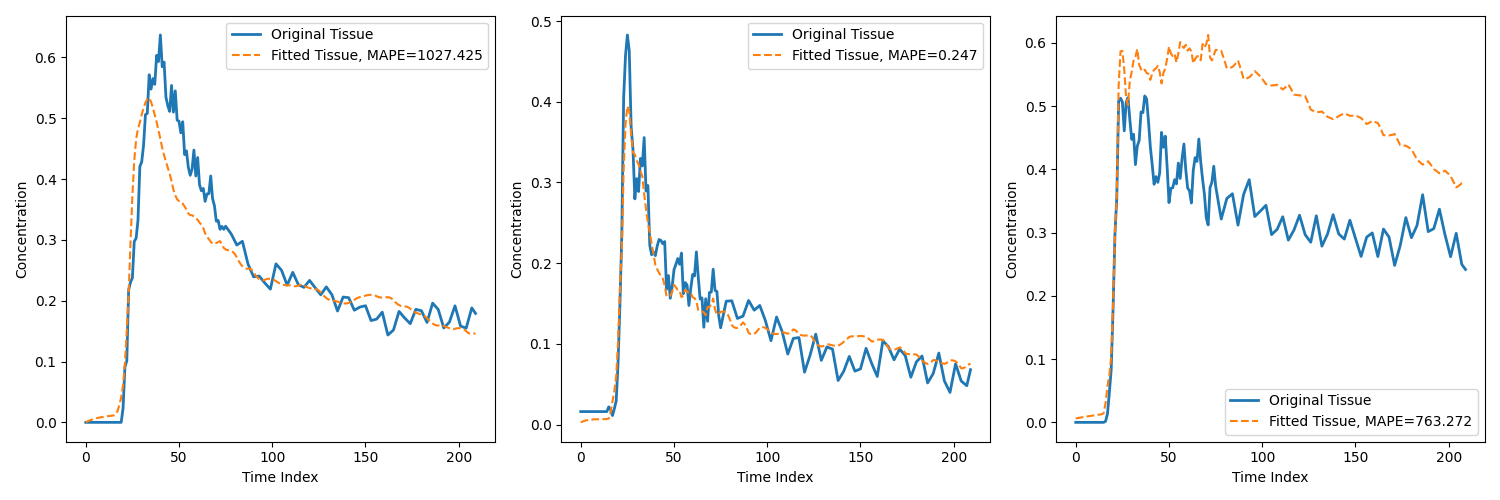 Original Tissue
Fitted Tissue, MAPE=1027.425
Concentration
0.6
0.5
0.4
0.3
0.2
0.1
0.0
0
50
100
150
200
Time Index
Original Tissue
Fitted Tissue, MAPE=0.247
Concentration
0.5
0.4
0.3
0.2
0.1
0.0
0
50
100
150
200
Time Index
Concentration
0.6
0.5
0.4
0.3
0.2
0.1
0.0
Original Tissue
Fitted Tissue, MAPE=763.272
0
50
100
150
200
Time Index